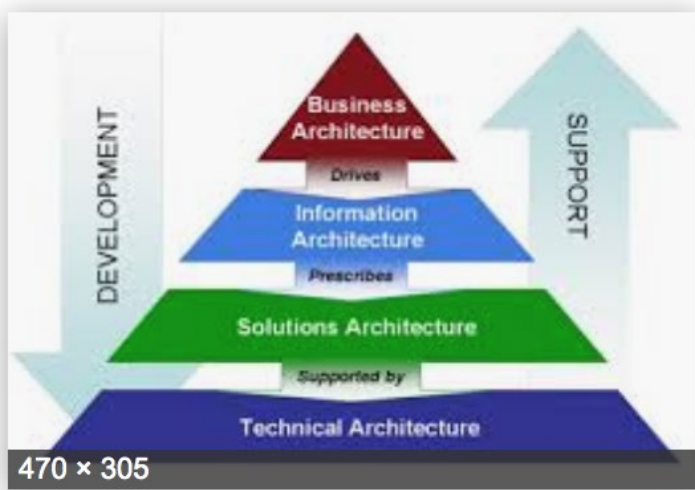 DEVELOPMENT
Business
Architecture
SUPPORT
Drives
Information
Architecture
Prescribes
Solutions Architecture
Supported by
Technical Architecture
470 × 305